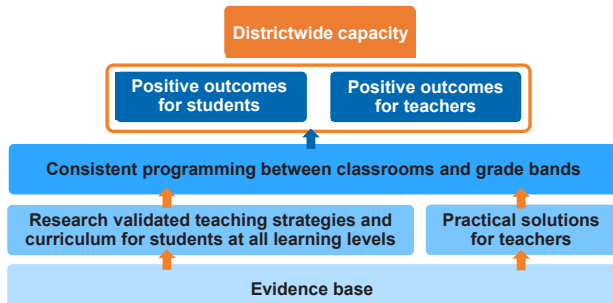 Districtwide capacity
Positive outcomes
for students
Positive outcomes
for teachers
Consistent programming between classrooms and grade bands
Research validated teaching strategies and
curriculum for students at all learning levels
Practical solutions
for teachers
Evidence base